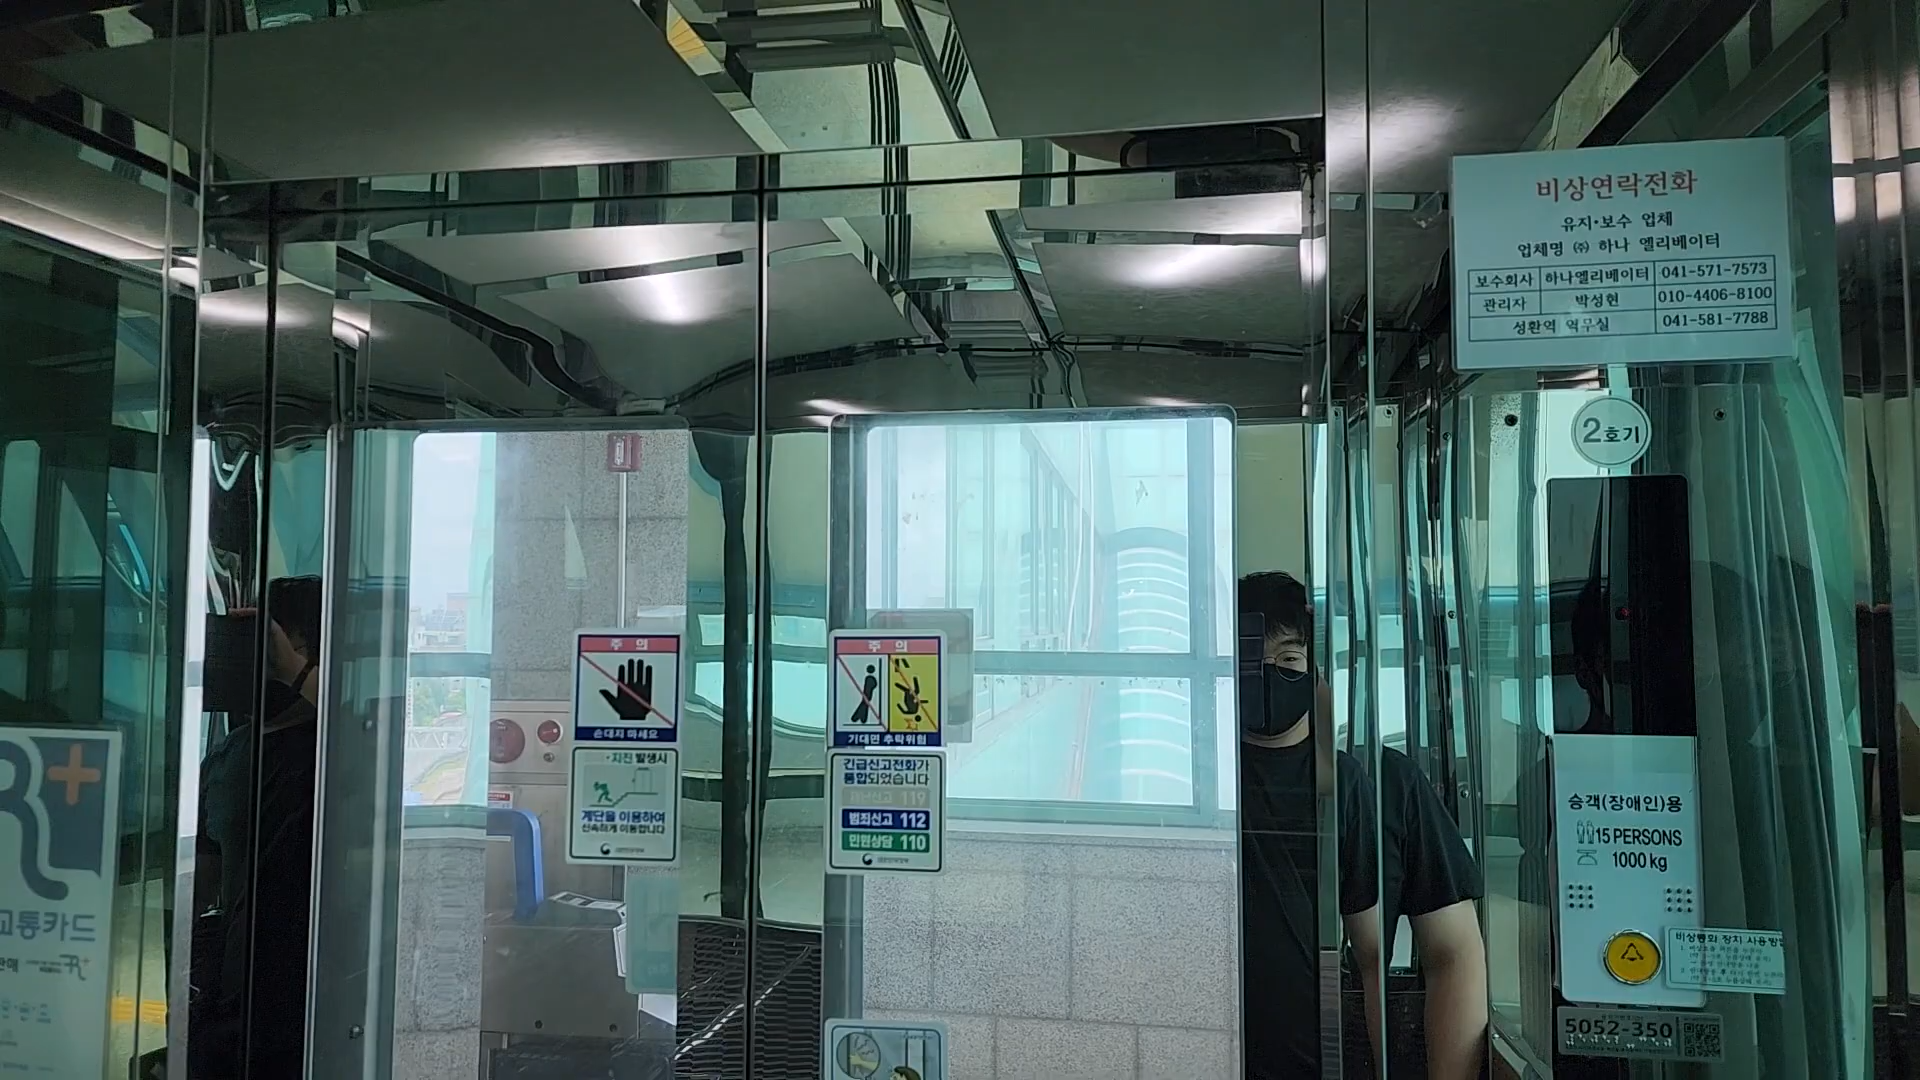 비상연락전화
유지·보수 업체
업체명 ㈜ 하나 엘리베이터
보수회사 하나엘리베이터 041-571-7573
관리자 박성현 010-4406-8100
성환역 역무실 041-581-7788
2호기
주 의
손대지 마세요
·지진 발생시
계단을 이용하여
신속하게 이동합니다
주 의
기대면 추락위험
긴급신고전화가
통합되었습니다
재난신고 119
범죄신고 112
민원상담 110
승객(장애인)용
15 PERSONS
1000 kg
비상통화 장치 사용방법
5052-350
R+
교통카드
판매